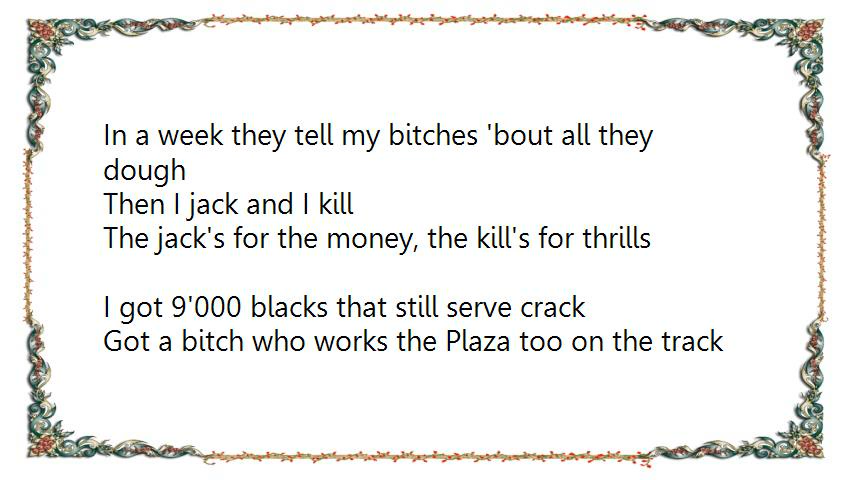 In a week they tell my bitches 'bout all they
dough
Then I jack and I kill
The jack's for the money, the kill's for thrills
I got 9'000 blacks that still serve crack
Got a bitch who works the Plaza too on the track